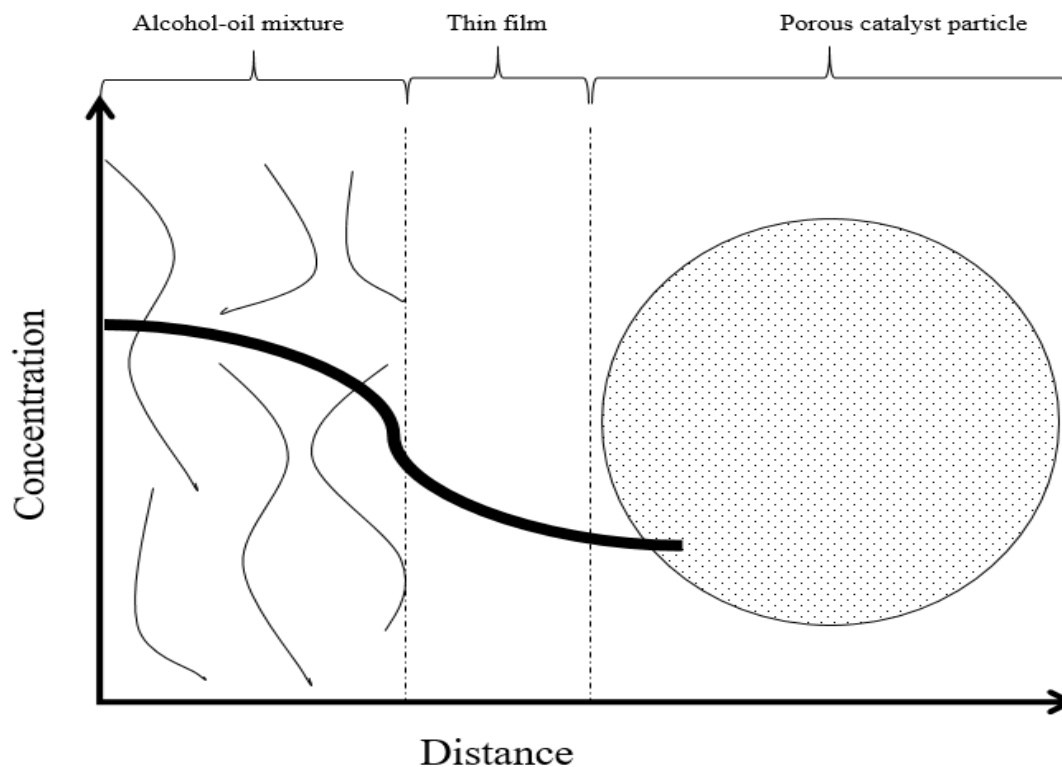 Alcohol-oil mixture
Thin film
Porous catalyst particle
Concentration
Distance